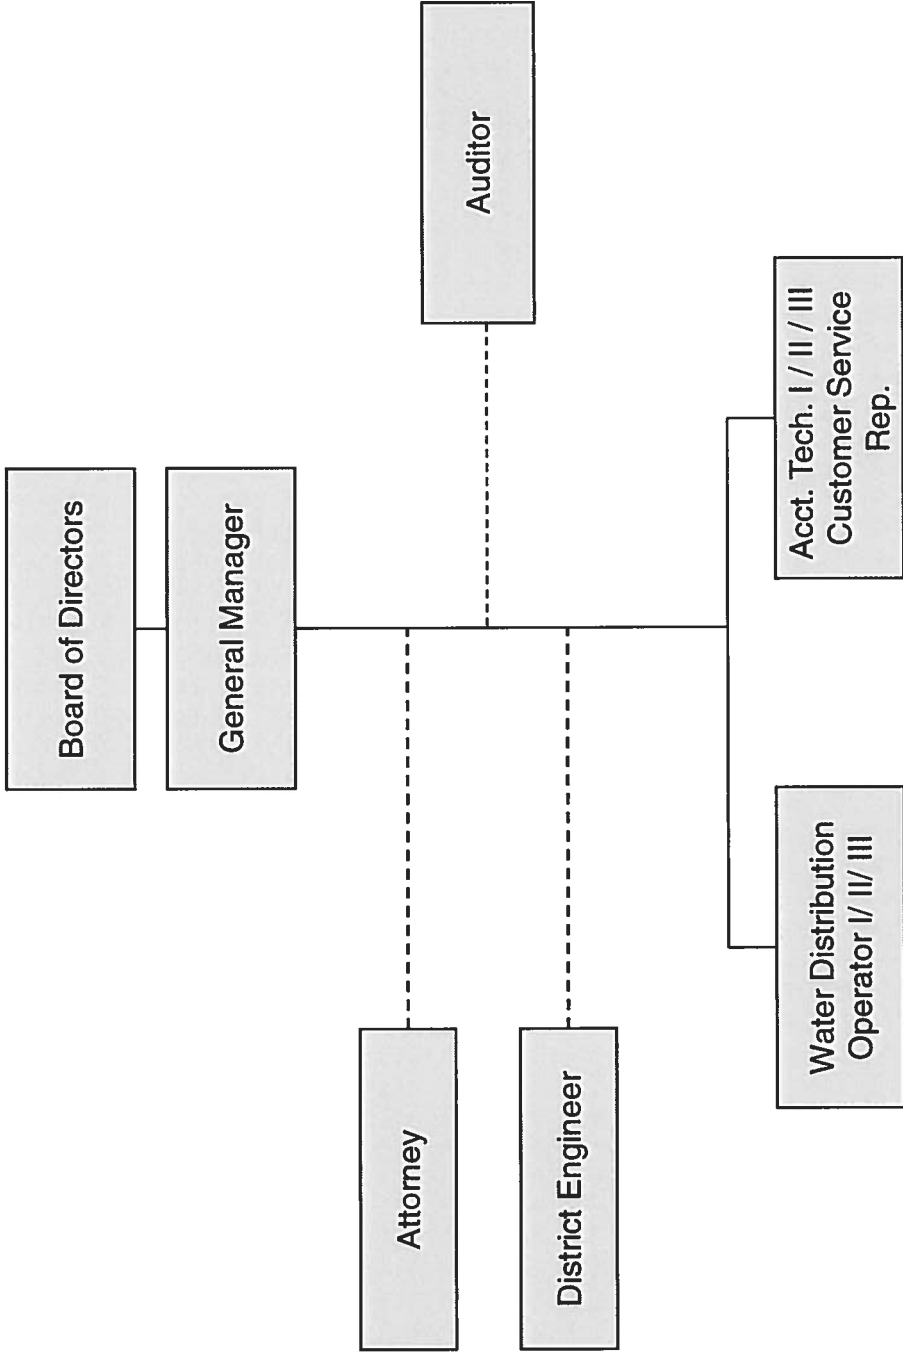 Board of Directors
General Manager
Attorney
Auditor
District Engineer
Water Distribution
Operator I/ II/ III
Acct. Tech. I / II / III
Customer Service
Rep.